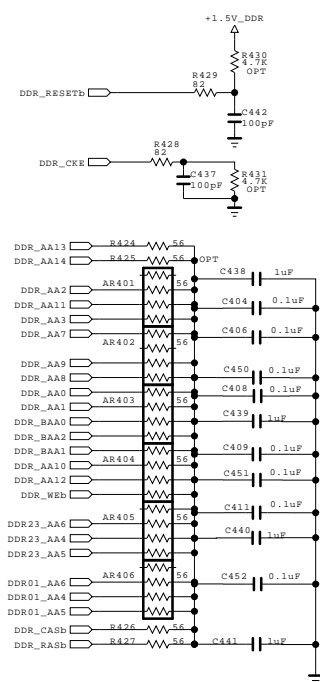 +1.5V_DDR
R430
4.7K
OPT
R429
82
DDR_RESETb
C442
100pF
R428
82
DDR_CKE
C437
100pF
R431
4.7K
OPT
DDR_AA13 R424 56
DDR_AA14 R425 56 OPT
C438 1uF
DDR_AA2 AR401 56
DDR_AA11 C404 0.1uF
DDR_AA3
DDR_AA7 56 C406 0.1uF
AR402
DDR_AA9
DDR_AA8 C450 0.1uF
DDR_AA0 C408 0.1uF
DDR_AA1 AR403 56
DDR_BAA0 C439 1uF
DDR_BAA2
DDR_BAA1 C409 0.1uF
DDR_AA10 AR404 56
DDR_AA12 C451 0.1uF
DDR_WEb
C411 0.1uF
DDR23_AA6 AR405 56
DDR23_AA4 C440 1uF
DDR23_AA5
DDR01_AA6 AR406 56 C452 0.1uF
DDR01_AA4
DDR01_AA5
DDR_CASb R426 56
DDR_RASb R427 56 C441 1uF